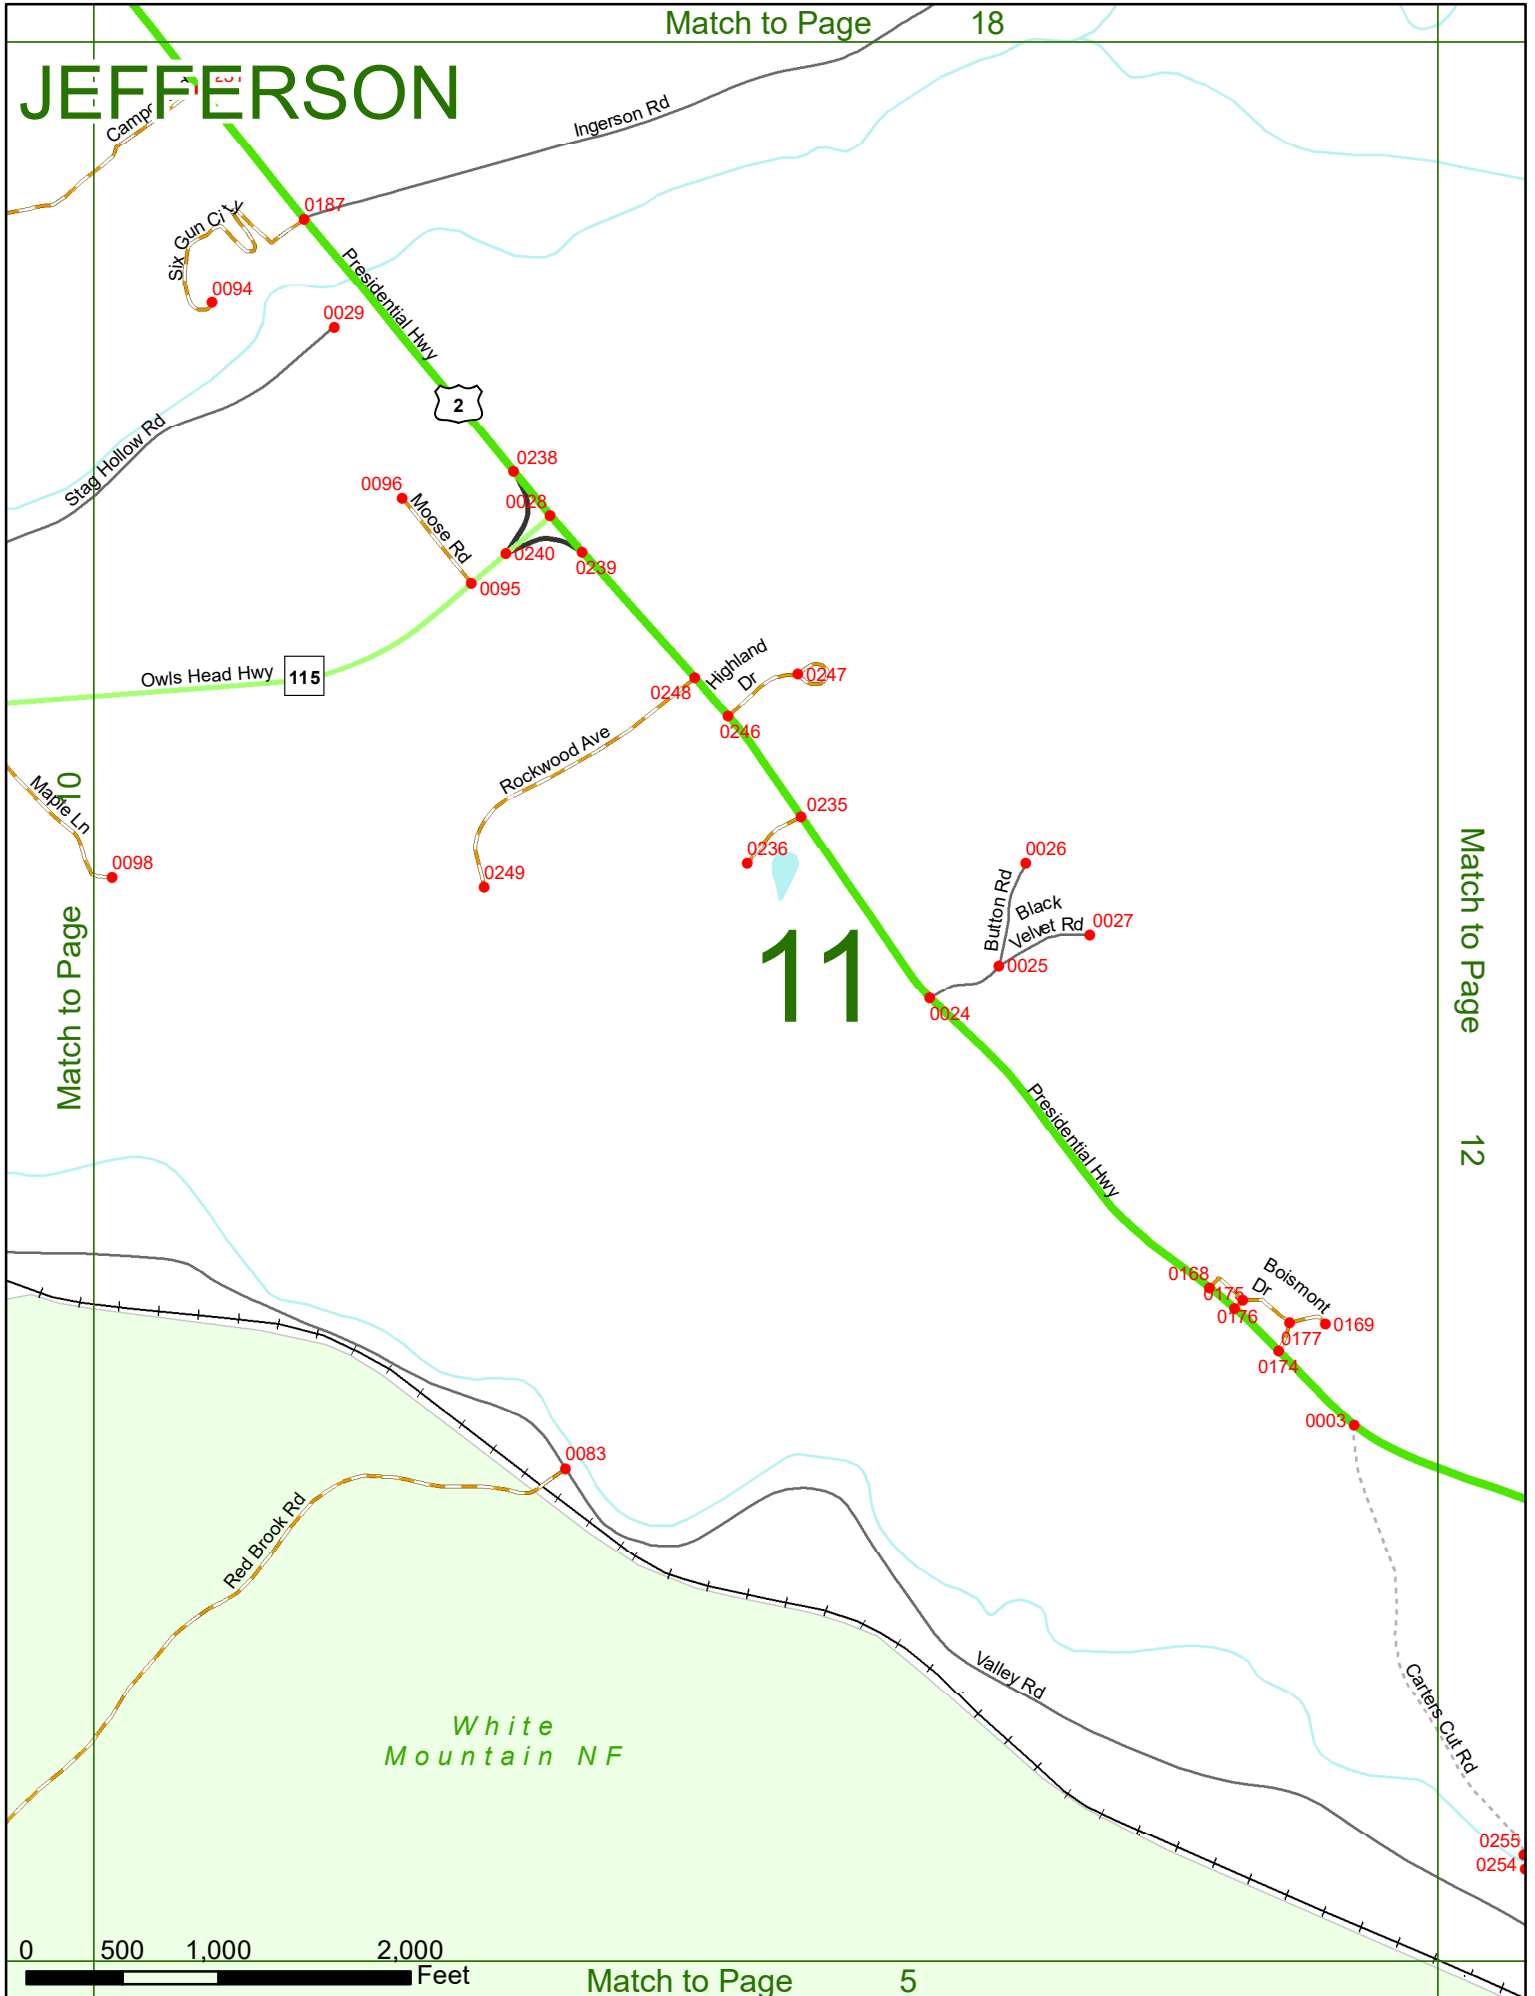 Match to Page 18
JEFFERSON
Ingerson Rd
0187
Six Gun City
0094
0029
Presidential Hwy
2
Stag Hollow Rd
0238
0096
0028
Moose Rd
0240
0239
0095
Owls Head Hwy
115
Highland
Dr
0247
0248
0246
Rockwood Ave
Maple Ln
10
0098
0235
0236
0249
0026
Button Rd
Black
Velvet Rd
0027
0025
11
0024
Match to Page
Match to Page
12
Presidential Hwy
0168
0175
0176
Boismont
Dr
0169
0177
0174
0003
0083
Red Brook Rd
Valley Rd
Carters Cut Rd
White
Mountain NF
0255
0254
0 500 1,000 2,000
Feet
Match to Page 5